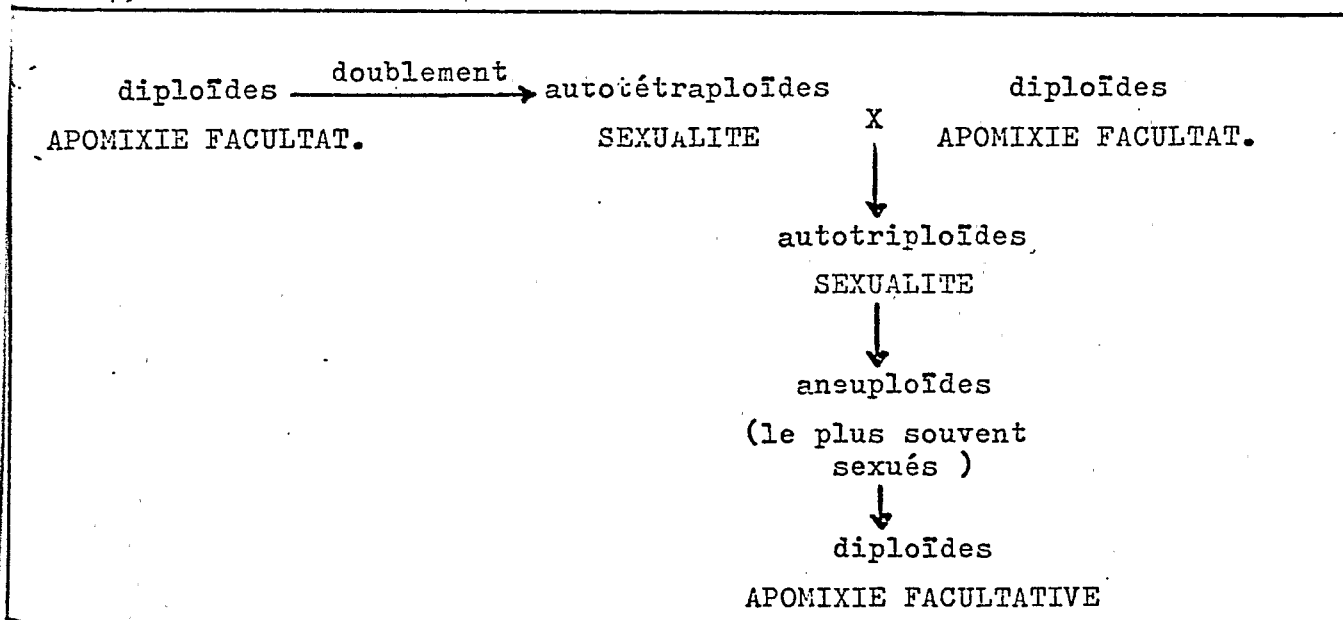 doublement
diploïdes autotétraploïdes diploïdes
APOMIXIE FACULTAT. SEXUALITE X APOMIXIE FACULTAT.
autotriploïdes
SEXUALITE
aneuploïdes
(le plus souvent
sexués )
diploïdes
APOMIXIE FACULTATIVE